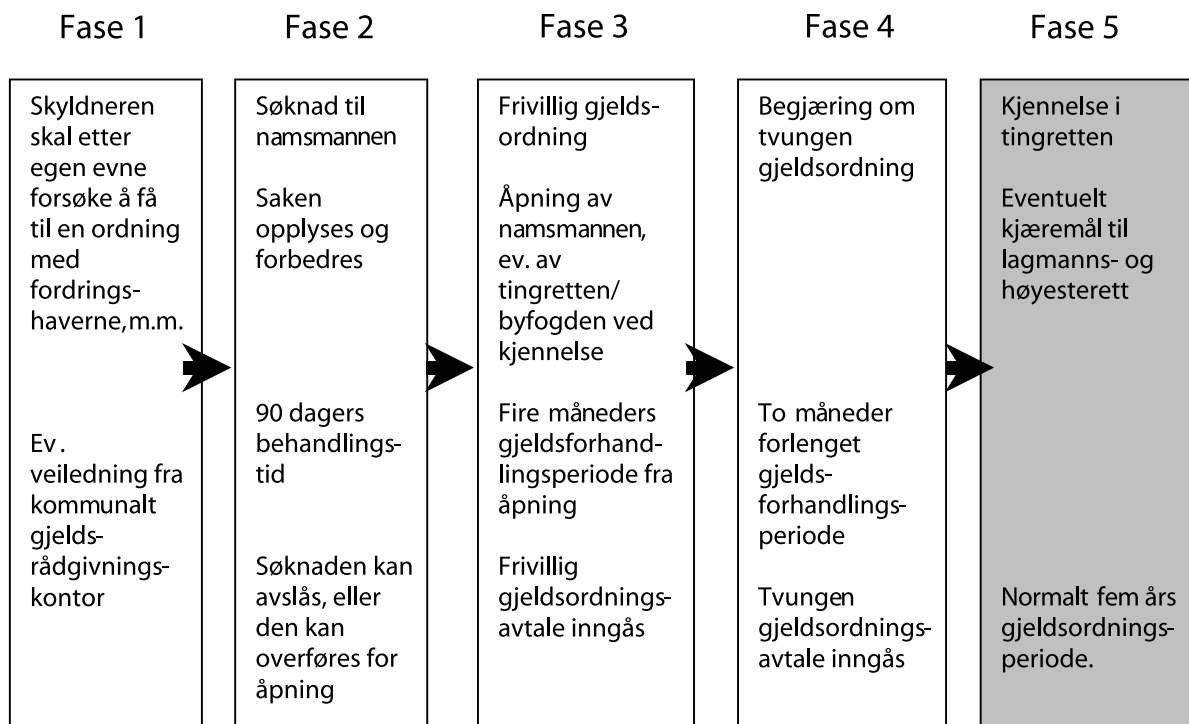 Fase 1
Skyldneren
skal etter
egen evne
forsøke å få
til en ordning
med
fordrings-
haverne, m.m.
Ev.
veiledning fra
kommunalt
gjelds-
rådgivnings-
kontor
Fase 2
Søknad til
namsmannen
Saken
opplyses og
forbedres
90 dagers
behandlings-
tid
Søknaden kan
avslås, eller
den kan
overføres for
åpning
Fase 3
Frivillig gjelds-
ordning
Åpning av
namsmannen,
ev. av
tingretten/
byfogden ved
kjennelse
Fire måneders
gjeldsforhand-
lingsperiode fra
åpning
Frivillig
gjeldsordnings-
avtale inngås
Fase 4
Begjæring om
tvungen
gjeldsordning
To måneder
forlenget
gjelds-
forhandlings-
periode
Tvungen
gjeldsordnings-
avtale inngås
Fase 5
Kjennelse i
tingretten
Eventuelt
kjæremål til
lagmanns- og
høyesterett
Normalt fem års
gjeldsordnings-
periode.